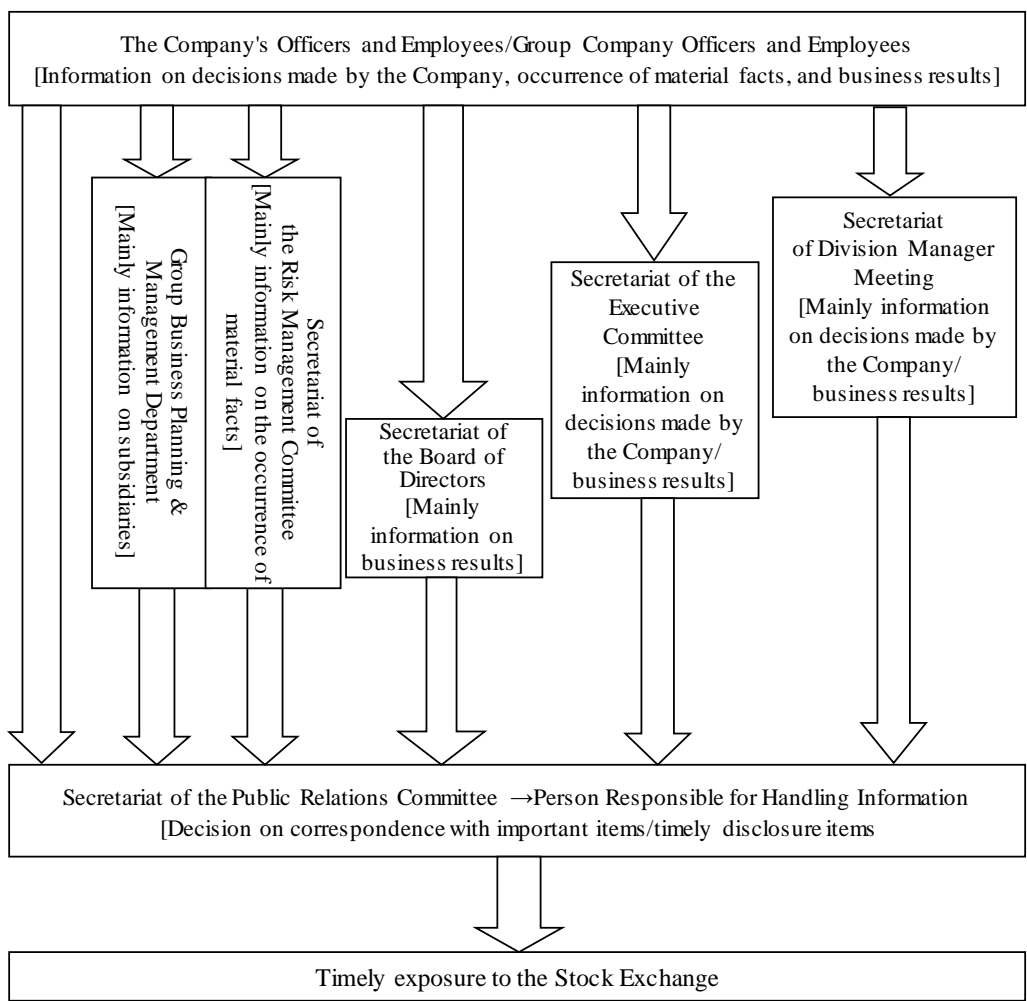 The Company's Officers and Employees/Group Company Officers and Employees
[Information on decisions made by the Company, occurrence of material facts, and business results]
Group Business Planning &
Management Department
[Mainly information on subsidiaries]
Secretariat of
the Risk Management Committee
[Mainly information on the occurrence of
material facts]
Secretariat of
the Board of
Directors
[Mainly
information on
business results]
Secretariat of the
Executive
Committee
[Mainly
information on
decisions made by
the Company/
business results]
Secretariat
of Division Manager
Meeting
[Mainly information
on decisions made by
the Company/
business results]
Secretariat of the Public Relations Committee →Person Responsible for Handling Information
[Decision on correspondence with important items/timely disclosure items
Timely exposure to the Stock Exchange